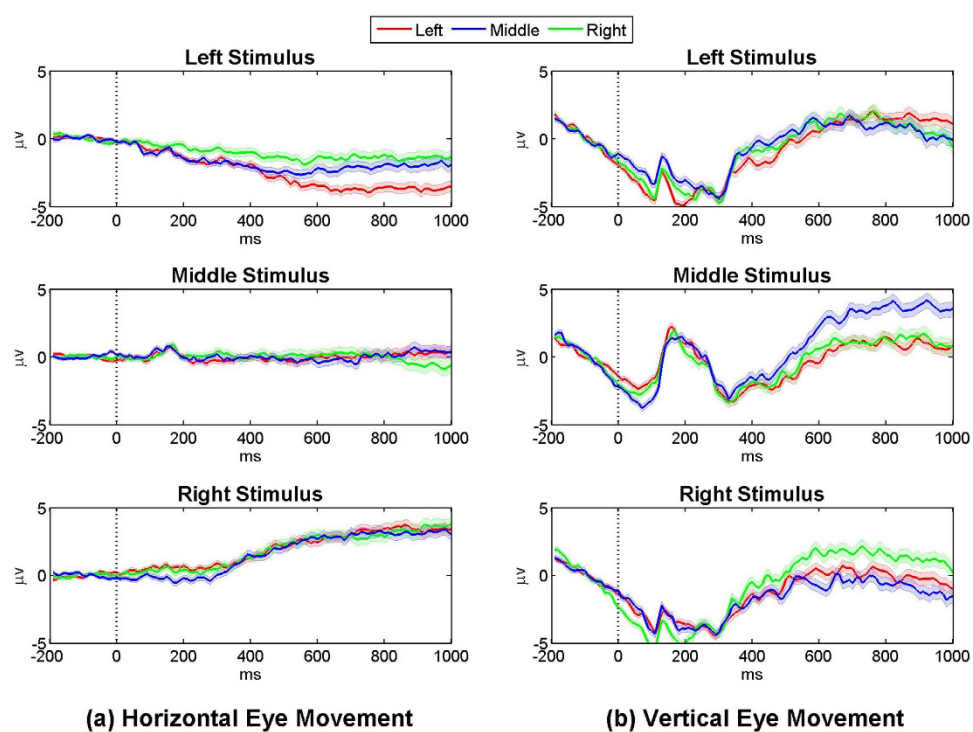 Left Middle Right
Left Stimulus
5
0
-5
μv
-200 0 200 400 600 800 1000
ms
Left Stimulus
5
0
-5
μv
-200 0 200 400 600 800 1000
ms
Middle Stimulus
5
0
-5
μv
-200 0 200 400 600 800 1000
ms
Middle Stimulus
5
0
-5
μv
-200 0 200 400 600 800 1000
ms
Right Stimulus
5
0
-5
μv
-200 0 200 400 600 800 1000
ms
Right Stimulus
5
0
-5
μv
-200 0 200 400 600 800 1000
ms
(a) Horizontal Eye Movement
(b) Vertical Eye Movement